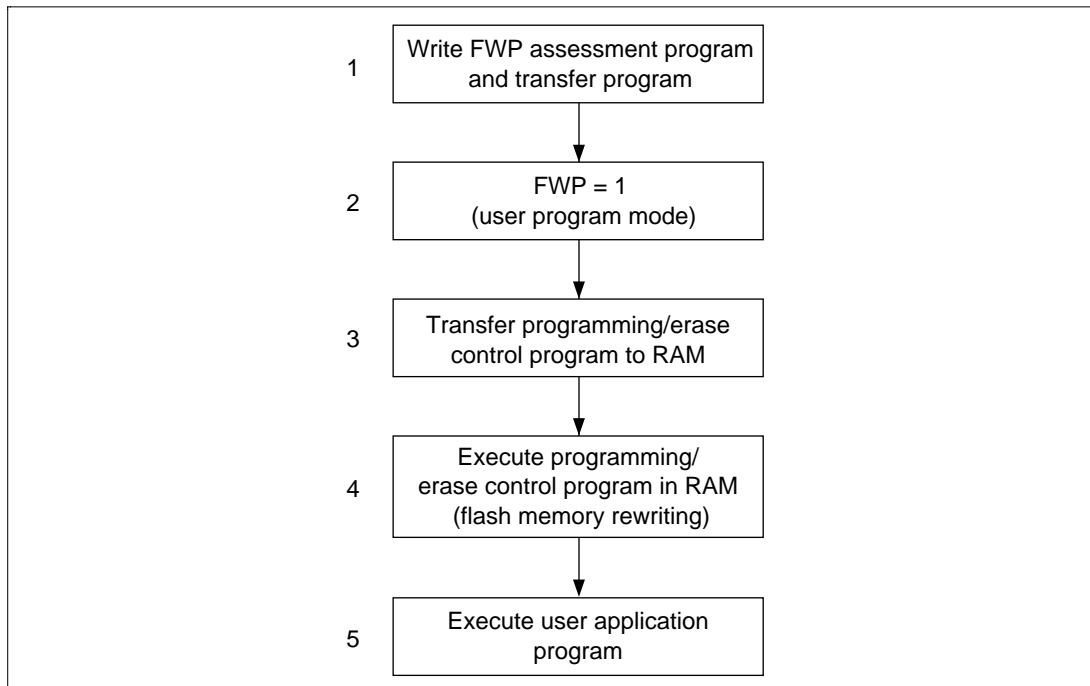 1
Write FWP assessment program
and transfer program
2
FWP = 1
(user program mode)
3
Transfer programming/erase
control program to RAM
4
Execute programming/
erase control program in RAM
(flash memory rewriting)
5
Execute user application
program